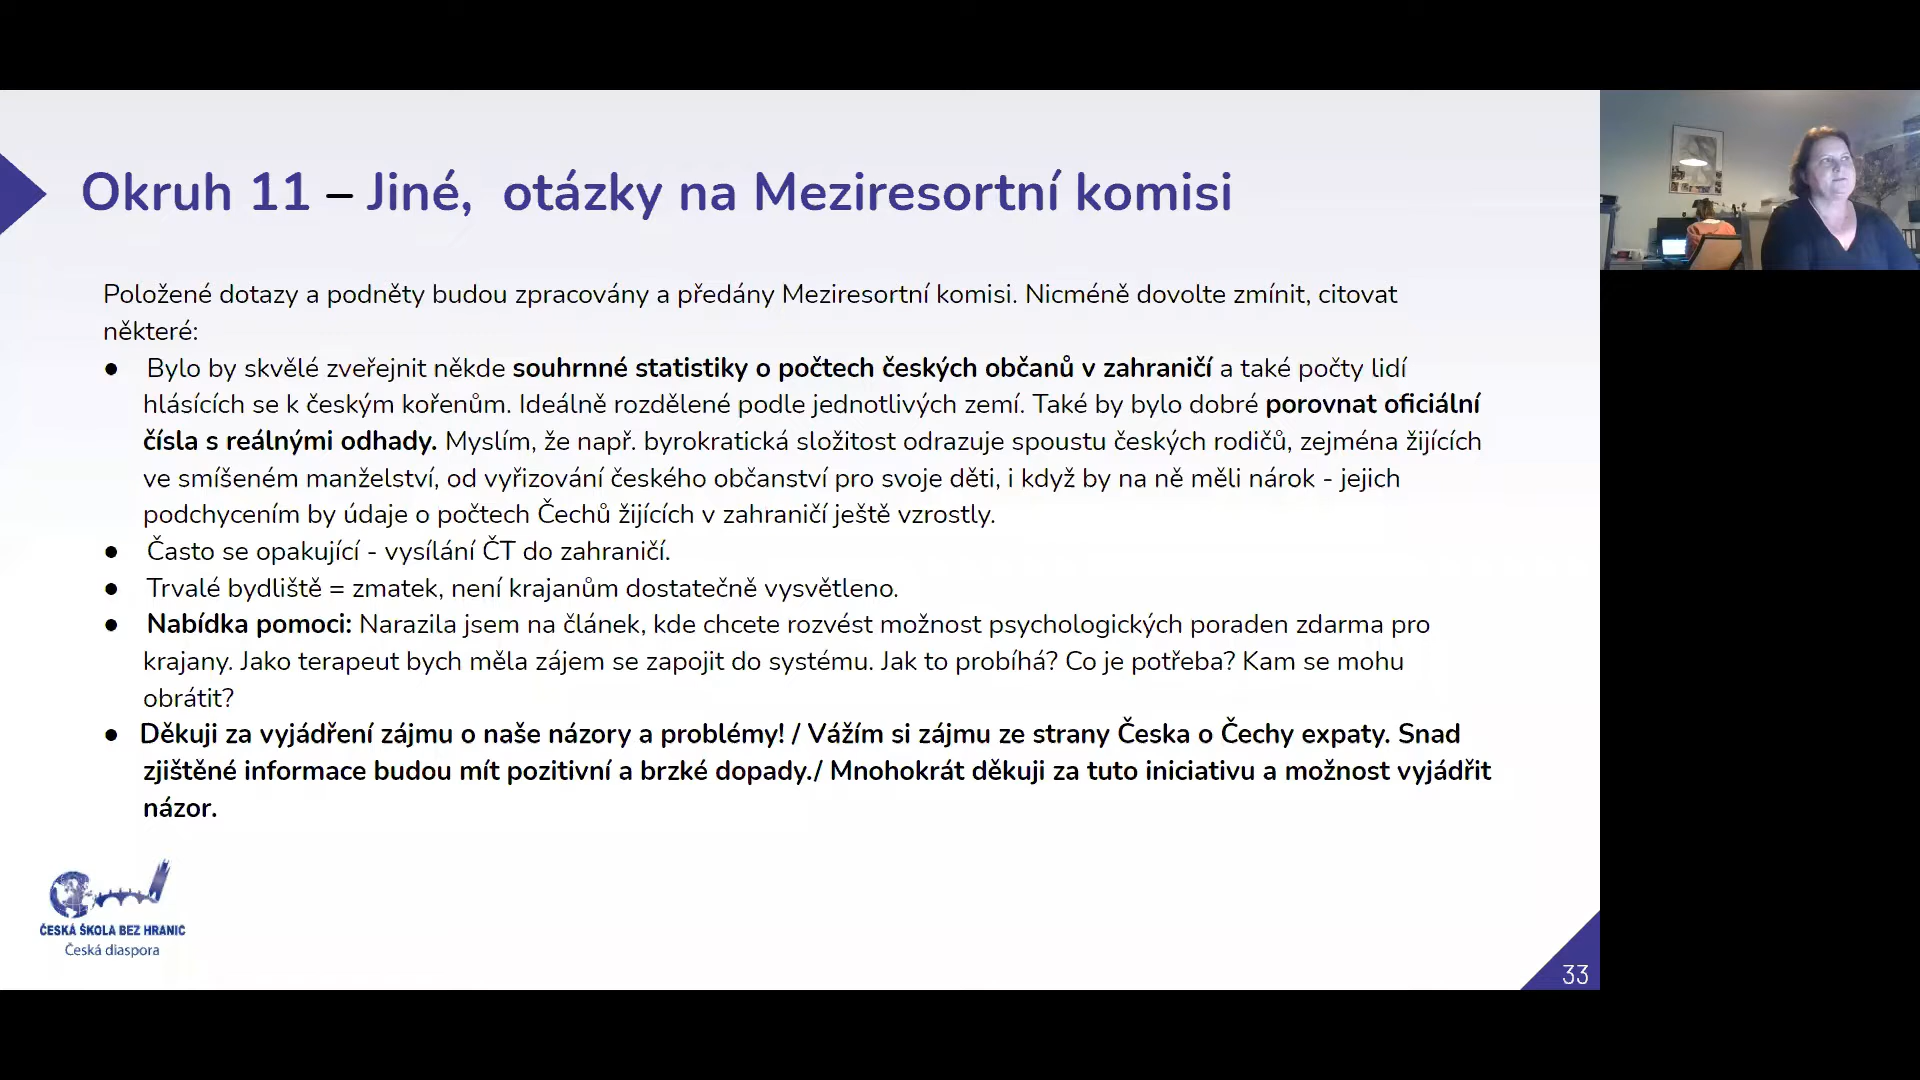 Okruh 11 – Jiné, otázky na Meziresortní komisi
Položené dotazy a podněty budou zpracovány a předány Meziresortní komisi. Nicméně dovolte zmínit, citovat
některé:
● Bylo by skvělé zveřejnit někde souhrnné statistiky o počtech českých občanů v zahraničí a také počty lidí
hlásících se k českým kořenům. Ideálně rozdělené podle jednotlivých zemí. Také by bylo dobré porovnat oficiální
čísla s reálnými odhady. Myslím, že např. byrokratická složitost odrazuje spoustu českých rodičů, zejména žijících
ve smíšeném manželství, od vyřizování českého občanství pro svoje děti, i když by na ně měli nárok - jejich
podchycením by údaje o počtech Čechů žijících v zahraničí ještě vzrostly.
● Často se opakující - vysílání ČT do zahraničí.
● Trvalé bydliště = zmatek, není krajanům dostatečně vysvětleno.
● Nabídka pomoci: Narazila jsem na článek, kde chcete rozvést možnost psychologických poraden zdarma pro
krajany. Jako terapeut bych měla zájem se zapojit do systému. Jak to probíhá? Co je potřeba? Kam se mohu
obrátit?
● Děkuji za vyjádření zájmu o naše názory a problémy! / Vážím si zájmu ze strany Česka o Čechy expaty. Snad
zjištěné informace budou mít pozitivní a brzké dopady./ Mnohokrát děkuji za tuto iniciativu a možnost vyjádřit
názor.
ČESKÁ ŠKOLA BEZ HRANIC
Česká diaspora
33